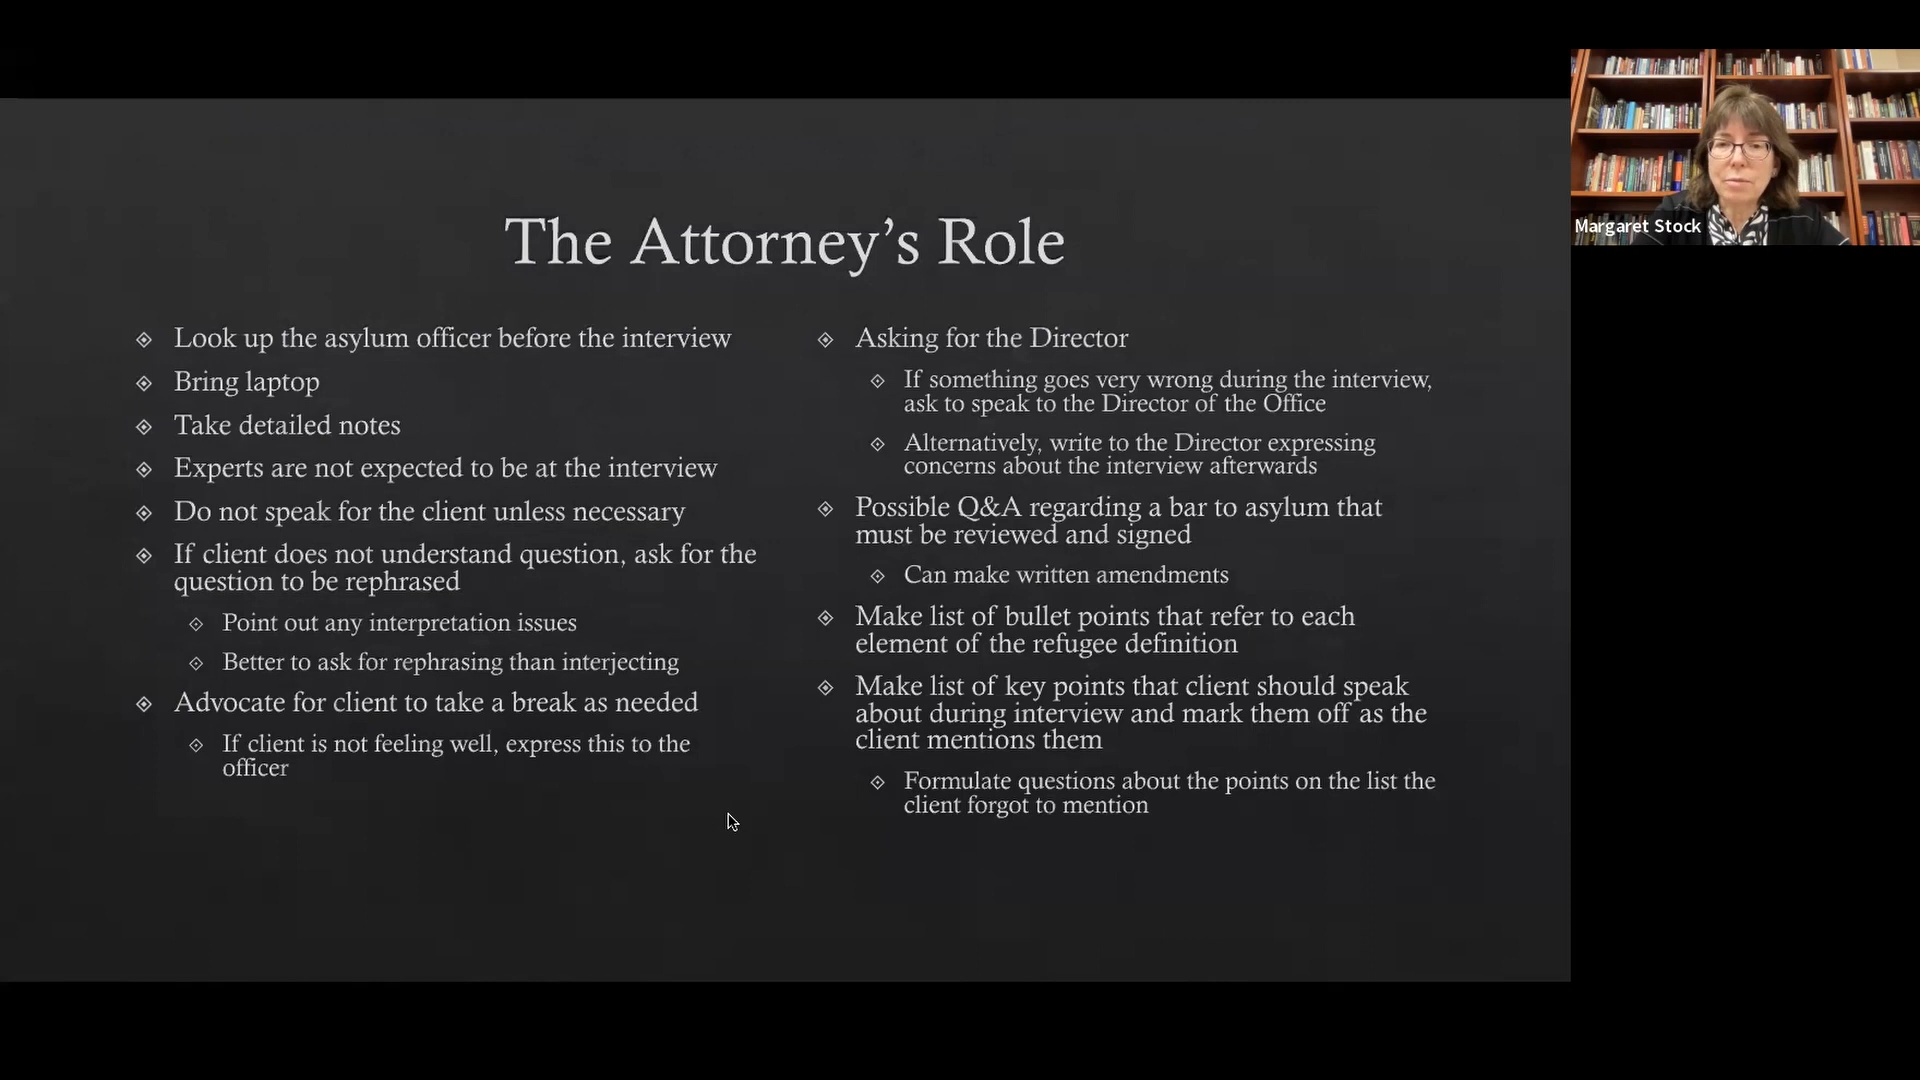 The Attorney’s Role
Look up the asylum officer before the interview
Bring laptop
Take detailed notes
Experts are not expected to be at the interview
Do not speak for the client unless necessary
If client does not understand question, ask for the
question to be rephrased
Point out any interpretation issues
Better to ask for rephrasing than interjecting
Advocate for client to take a break as needed
If client is not feeling well, express this to the
officer
Asking for the Director
If something goes very wrong during the interview,
ask to speak to the Director of the Office
Alternatively, write to the Director expressing
concerns about the interview afterwards
Possible Q&A regarding a bar to asylum that
must be reviewed and signed
Can make written amendments
Make list of bullet points that refer to each
element of the refugee definition
Make list of key points that client should speak
about during interview and mark them off as the
client mentions them
Formulate questions about the points on the list the
client forgot to mention
Margaret Stock